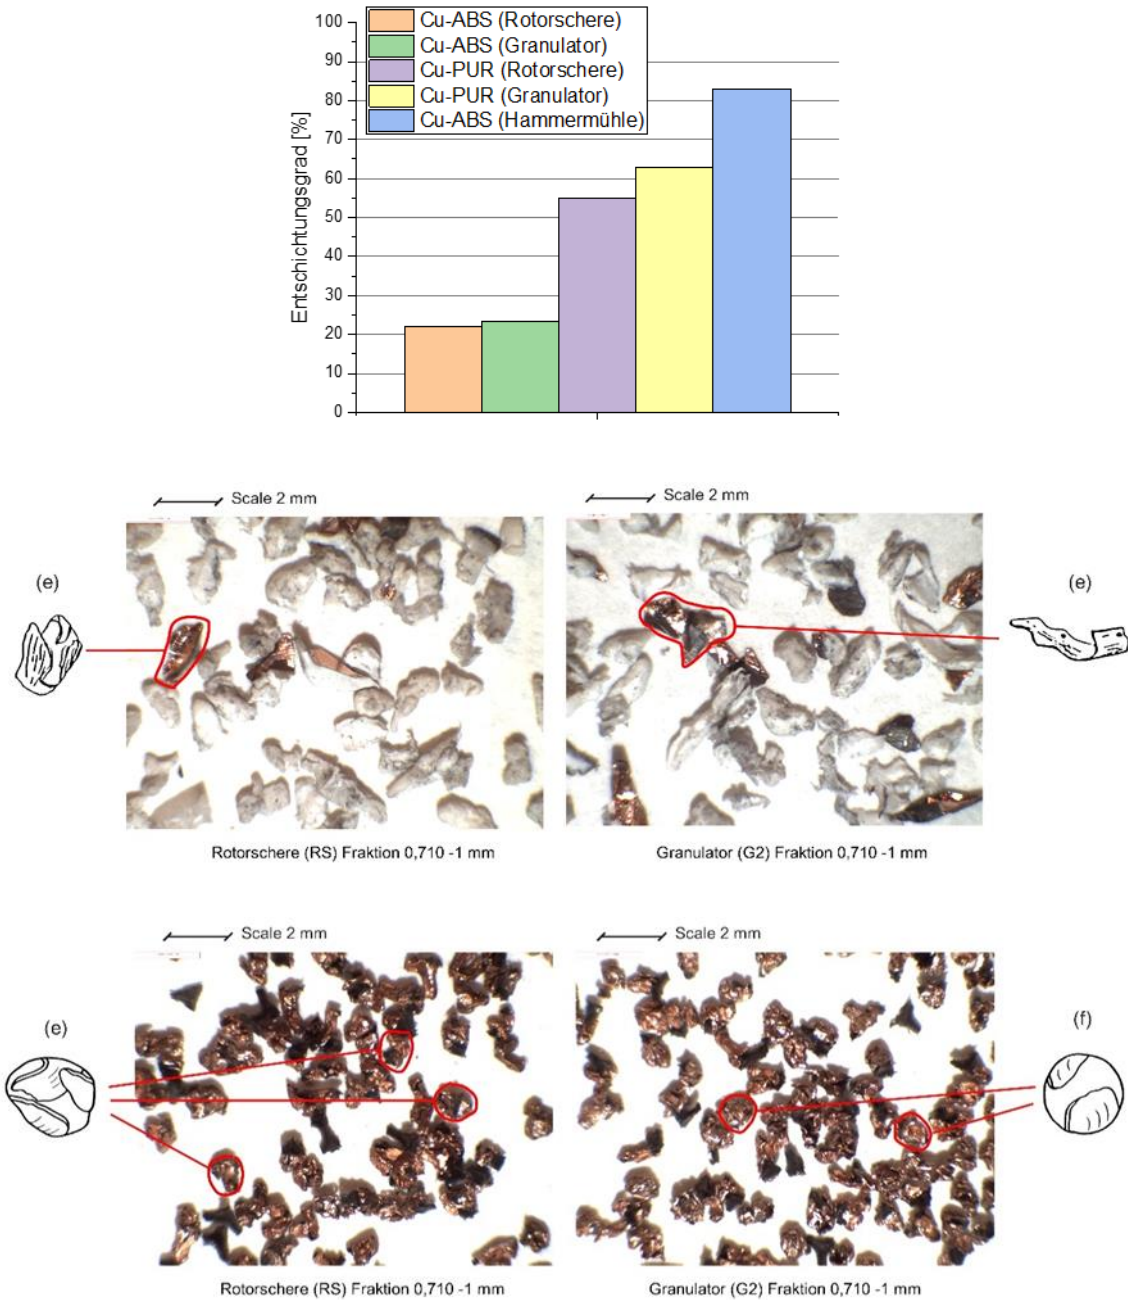 100
90
80
70
60
50
40
30
20
10
0
Entschichtungsgrad [%]
Cu-ABS (Rotorschere)
Cu-ABS (Granulator)
Cu-PUR (Rotorschere)
Cu-PUR (Granulator)
Cu-ABS (Hammermühle)
Scale 2 mm
Scale 2 mm
(e)
(e)
Rotorschere (RS) Fraktion 0,710 -1 mm
Granulator (G2) Fraktion 0,710 -1 mm
Scale 2 mm
Scale 2 mm
(e)
(f)
Rotorschere (RS) Fraktion 0,710 -1 mm
Granulator (G2) Fraktion 0,710 -1 mm